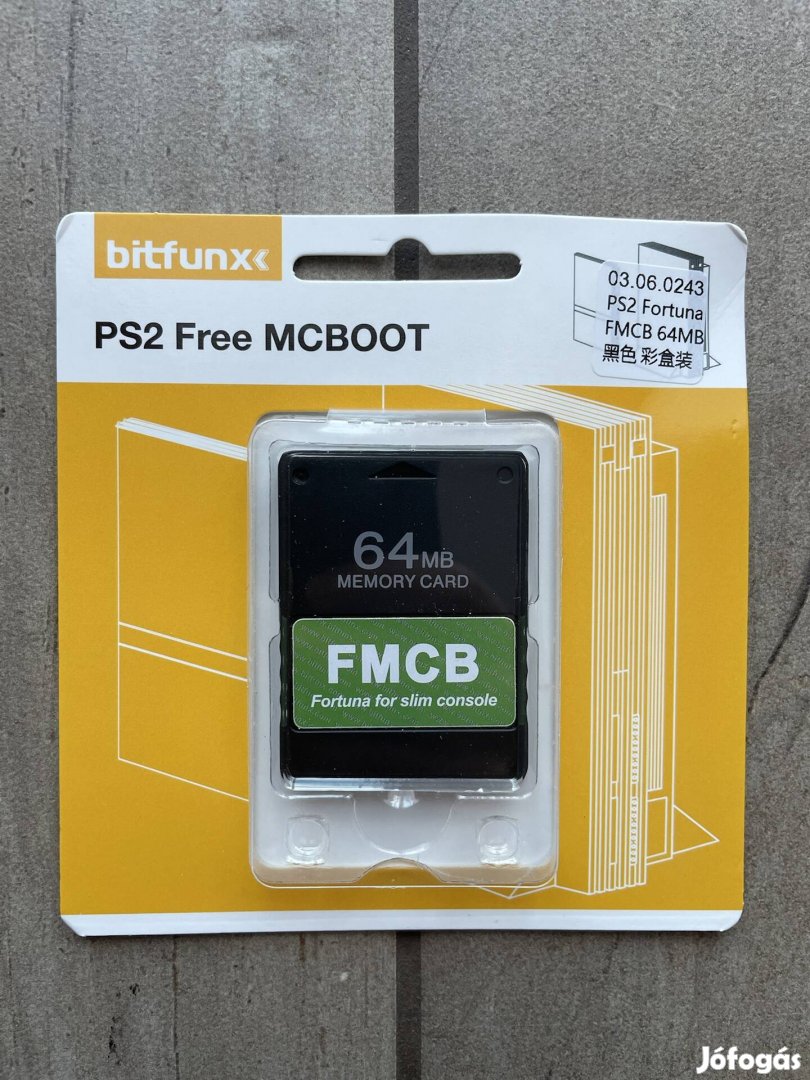 bitfunx
PS2 Free MCBOOT
03.06.0243
PS2 Fortuna
FMCB 64MB
黑色 彩盒装
64MB
MEMORY CARD
FMCB
Fortuna for slim console
Jófogás